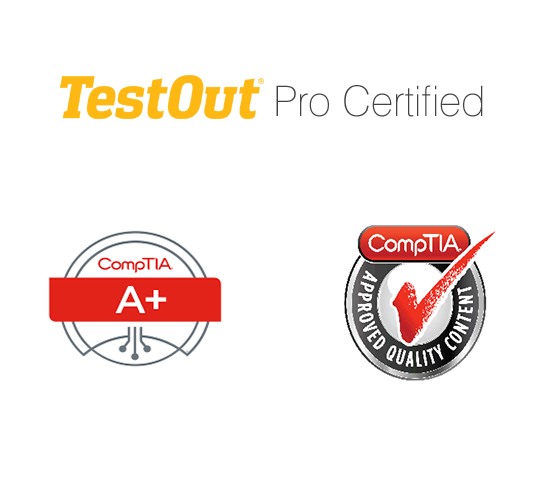 TestOut® Pro Certified
CompTIA.
A+
CompTIA.
APPROVED QUALITY CONTENT